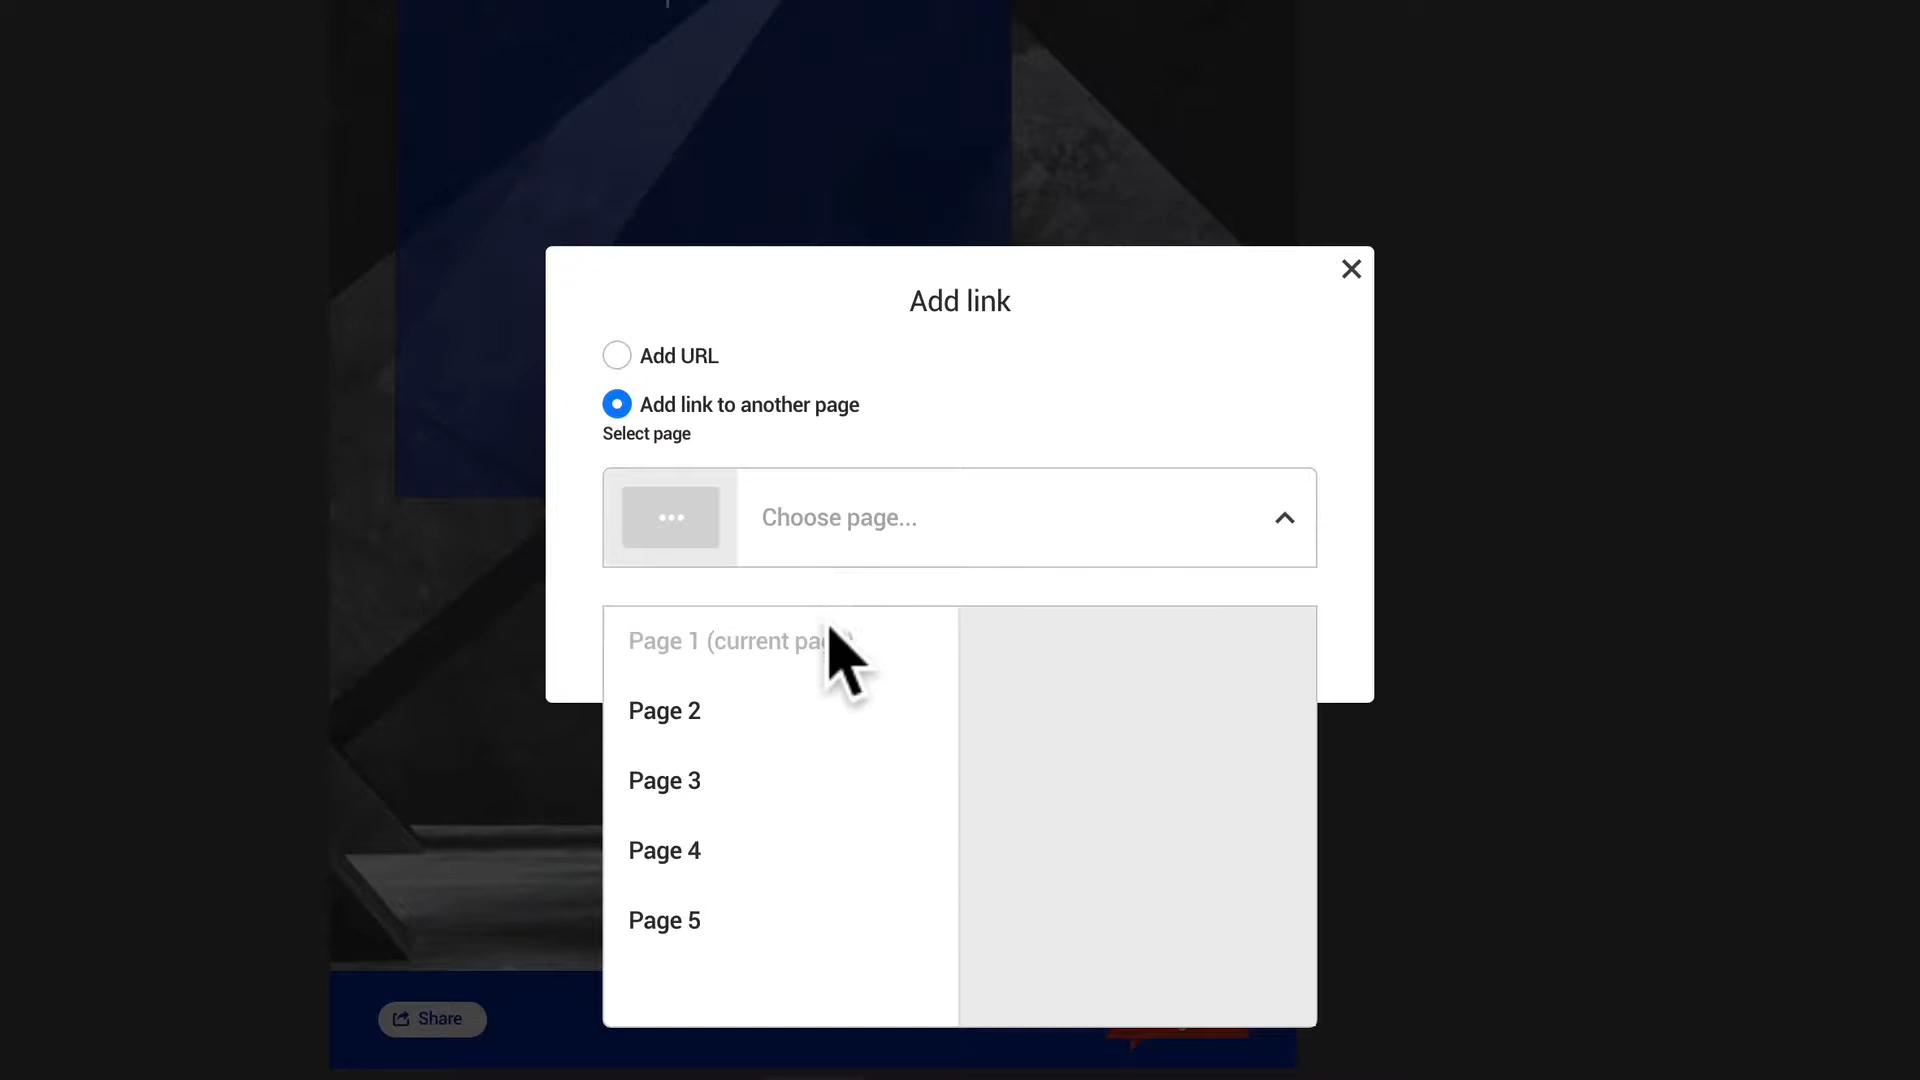 Add link
Add URL
Add link to another page
Select page
Choose page...
Page 1 (current
Page 2
Page 3
Page 4
Page 5
Share